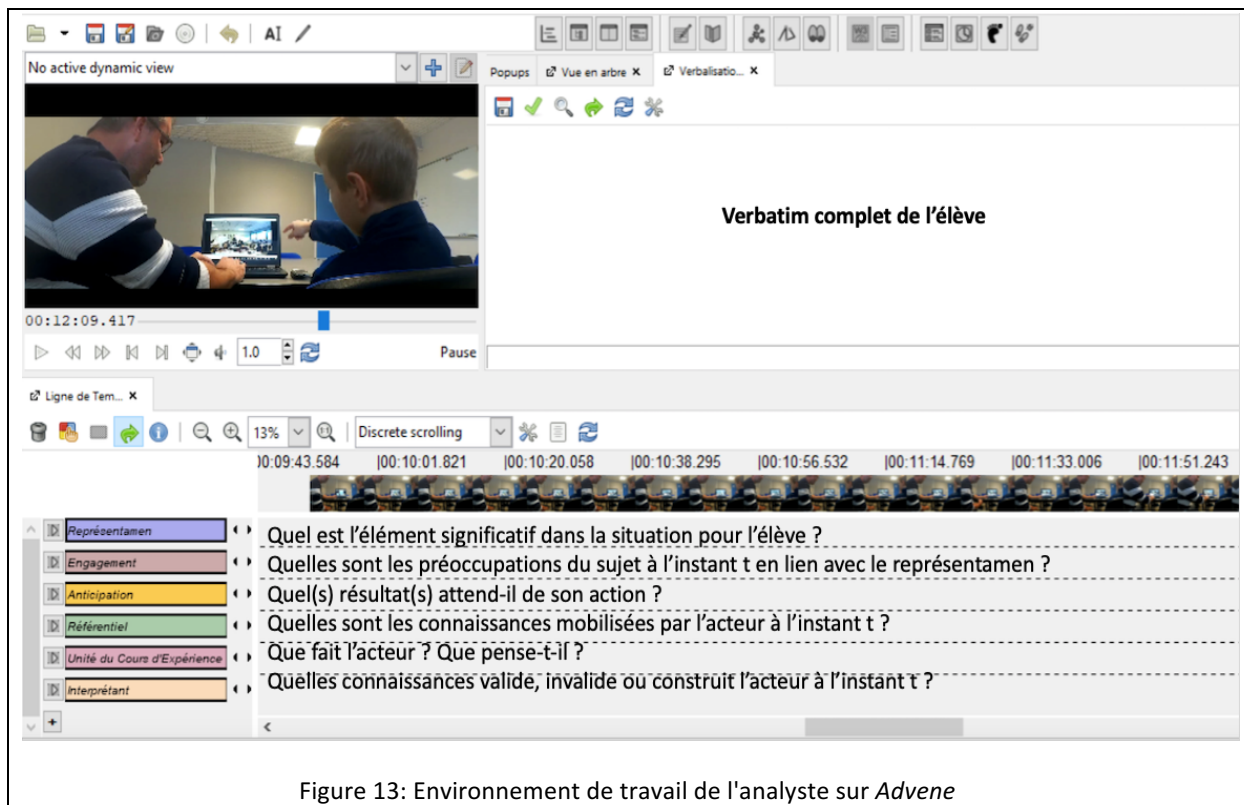 AI
No active dynamic view
Popups
Vue en arbre
Verbalisatio...
Verbatim complet de l'élève
00:12:09.417
1.0
Pause
Ligne de Tem...
13%
Discrete scrolling
00:09:43.584 |00:10:01.821 |00:10:20.058 |00:10:38.295 |00:10:56.532 |00:11:14.769 |00:11:33.006 |00:11:51.243
Représentamen Quel est l'élément significatif dans la situation pour l'élève ?
Engagement Quelles sont les préoccupations du sujet à l'instant t en lien avec le représentamen ?
Anticipation Quel(s) résultat(s) attend-il de son action ?
Référentiel Quelles sont les connaissances mobilisées par l'acteur à l'instant t ?
Unité du Cours d'Expérience Que fait l'acteur ? Que pense-t-il ?
Interprétant Quelles connaissances valide, invalide ou construit l'acteur à l'instant t ?
Figure 13: Environnement de travail de l'analyste sur Advene